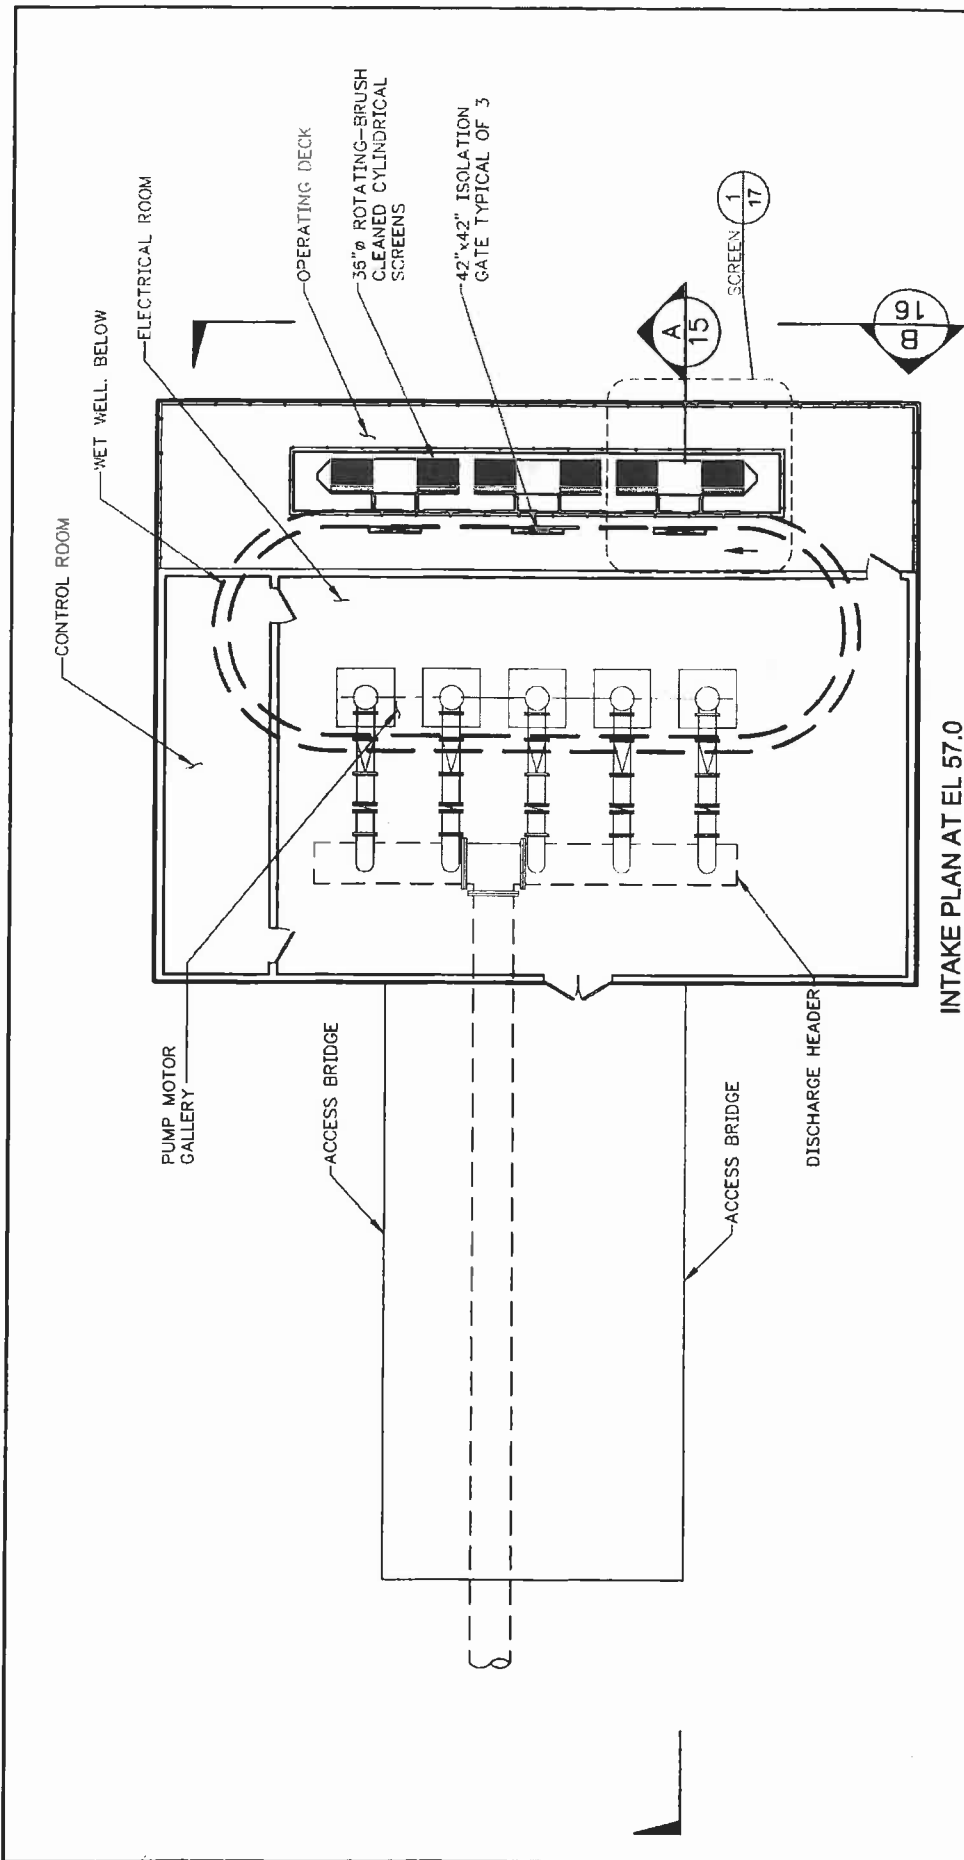 CONTROL ROOM
WET WELL BELOW
ELECTRICAL ROOM
OPERATING DECK
36"ø ROTATING-BRUSH
CLEANED CYLINDRICAL
SCREENS
42"x42" ISOLATION
GATE TYPICAL OF 3
SCREEN
1
17
A
15
B
16
PUMP MOTOR
GALLERY
ACCESS BRIDGE
ACCESS BRIDGE
DISCHARGE HEADER
INTAKE PLAN AT EL 57.0